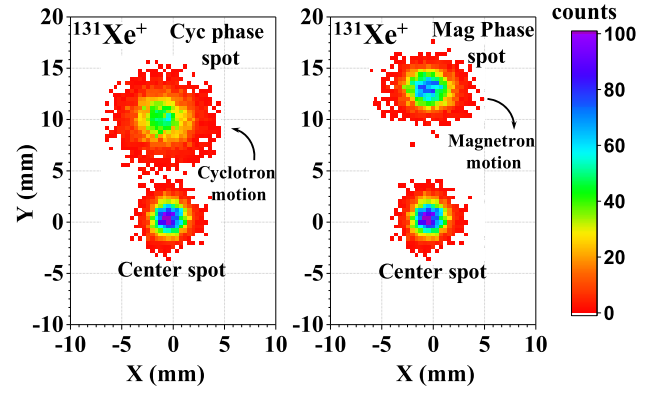 counts
20
15
10
5
0
-5
-10
Y (mm)
¹³¹Xe⁺
Cyc phase
spot
Cyclotron
motion
Center spot
-10
-5
0
5
10
X (mm)
20
15
10
5
0
-5
-10
¹³¹Xe⁺
Mag Phase
spot
Magnetron
motion
Center spot
-10
-5
0
5
10
X (mm)
100
80
60
40
20
0